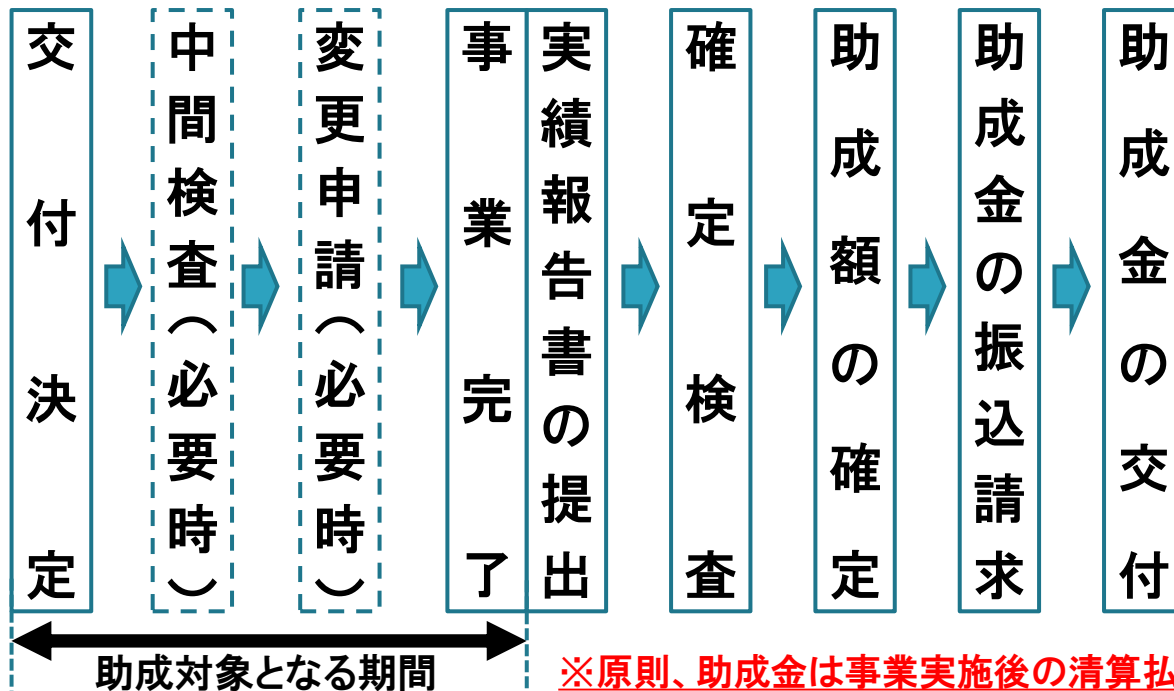 交付決定
中間検査（必要時）
変更申請（必要時）
事業完了
実績報告書の提出
確定検査
助成額の確定
助成金の振込請求
助成金の交付
助成対象となる期間
※原則、助成金は事業実施後の清算払